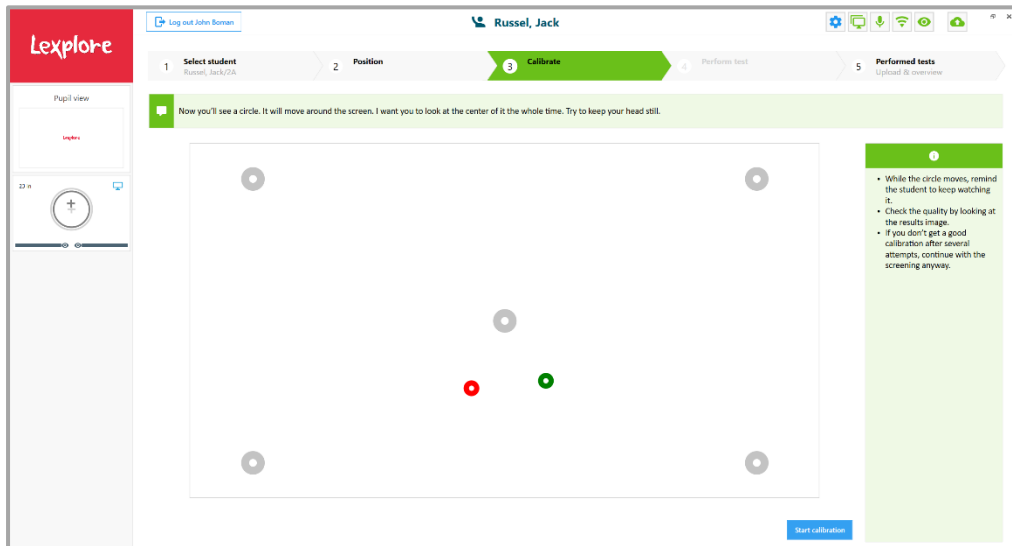 Lexplore
Log out John Boman
Russel, Jack
1 Select student
Russel, Jack/2A
2 Position
3 Calibrate
4 Perform test
5 Performed tests
Upload & overview
Pupil view
Lexplore
23 in
Now you'll see a circle. It will move around the screen. I want you to look at the center of it the whole time. Try to keep your head still.
• While the circle moves, remind
the student to keep watching
it.
• Check the quality by looking at
the results image.
• If you don't get a good
calibration after several
attempts, continue with the
screening anyway.
Start calibration